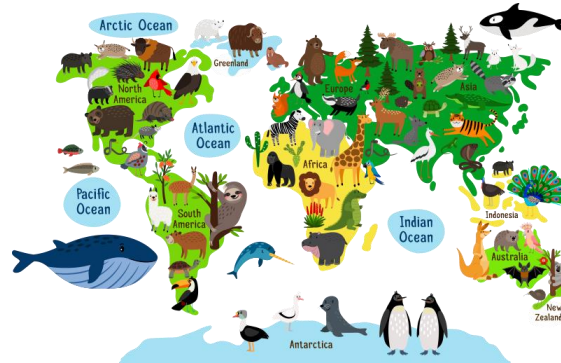 Arctic Ocean
Greenland
North
America
Europe
Asia
Atlantic
Ocean
Africa
Pacific
Ocean
South
America
Indian
Ocean
Indonesia
Australia
New
Zealand
Antarctica